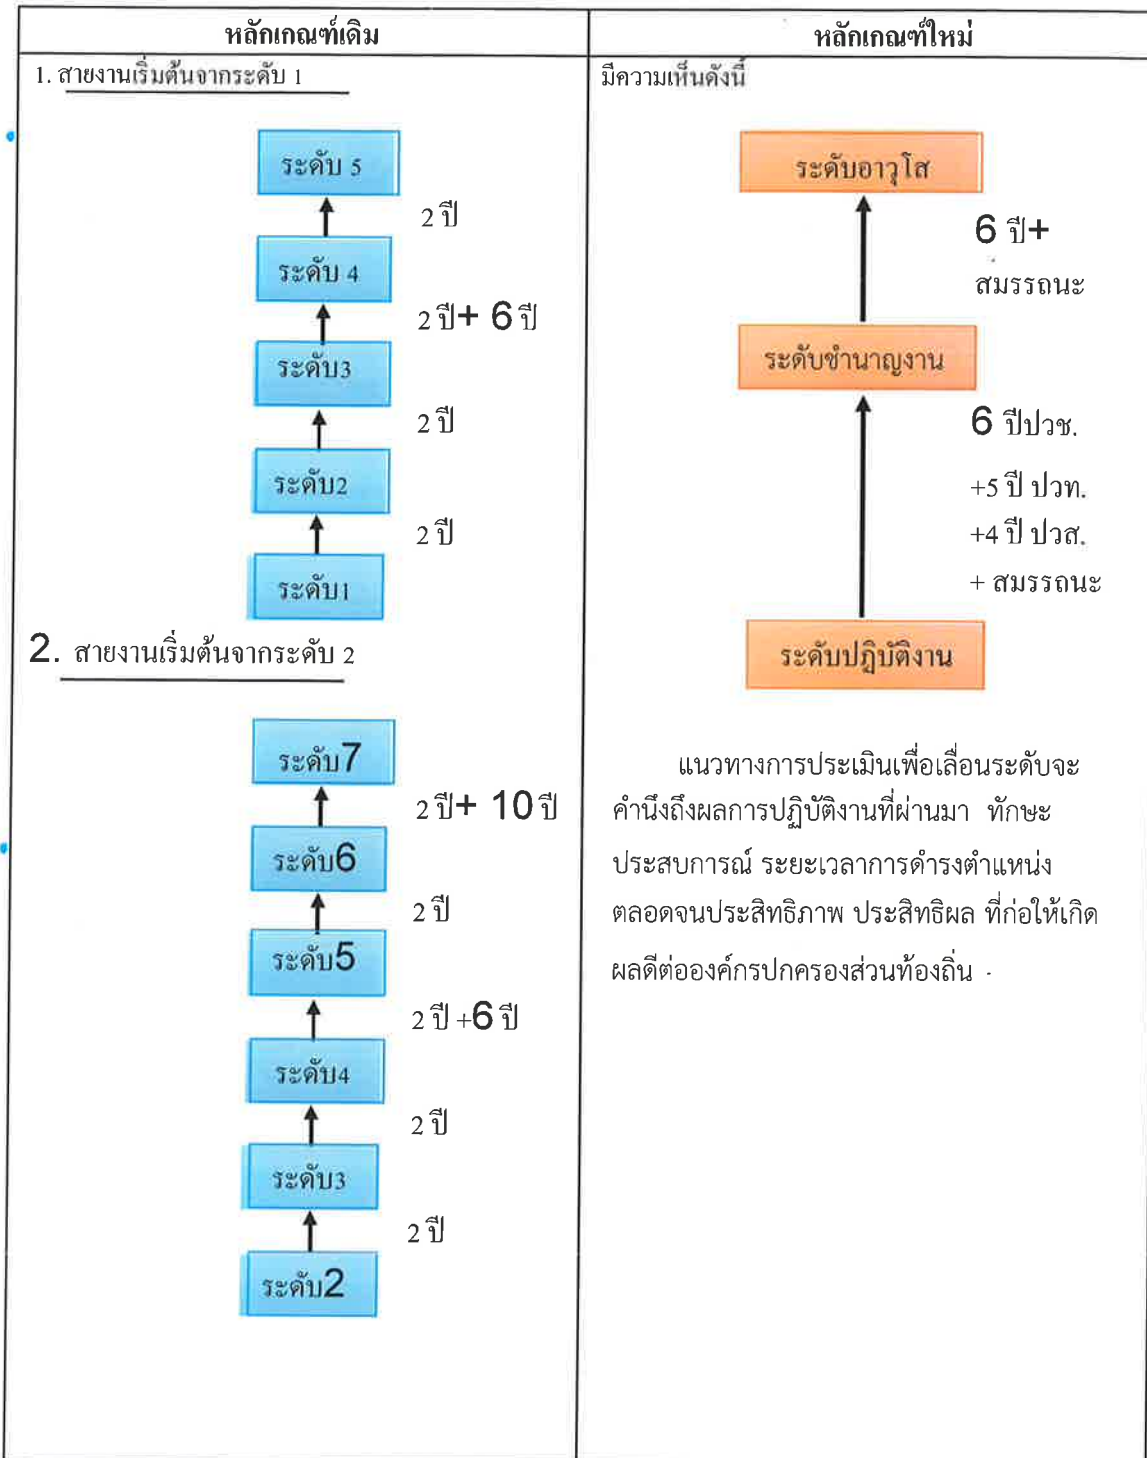 หลักเกณฑ์เดิม
1. สายงานเริ่มต้นจากระดับ 1
ระดับ 5
2 ปี
ระดับ 4
2 ปี+ 6 ปี
ระดับ3
2 ปี
ระดับ2
2 ปี
ระดับ1
2. สายงานเริ่มต้นจากระดับ 2
ระดับ7
2 ปี+ 10 ปี
ระดับ6
2 ปี
ระดับ5
2 ปี +6 ปี
ระดับ4
2 ปี
ระดับ3
2 ปี
ระดับ2
หลักเกณฑ์ใหม่
มีความเห็นดังนี้
ระดับอาวุโส
6 ปี+
สมรรถนะ
ระดับชำนาญงาน
6 ปีปวช.
+5 ปี ปวท.
+4 ปี ปวส.
+ สมรรถนะ
ระดับปฏิบัติงาน
แนวทางการประเมินเพื่อเลื่อนระดับจะ
คำนึงถึงผลการปฏิบัติงานที่ผ่านมา ทักษะ
ประสบการณ์ ระยะเวลาการดำรงตำแหน่ง
ตลอดจนประสิทธิภาพ ประสิทธิผล ที่ก่อให้เกิด
ผลดีต่อองค์กรปกครองส่วนท้องถิ่น